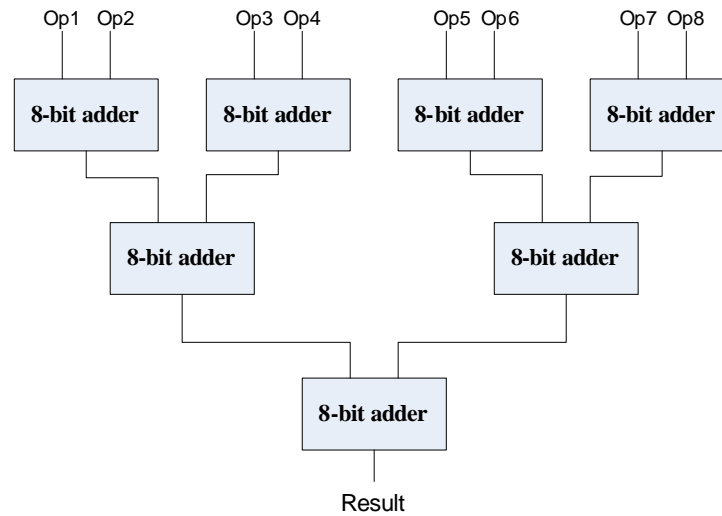 Op1 Op2 Op3 Op4 Op5 Op6 Op7 Op8
8-bit adder 8-bit adder 8-bit adder 8-bit adder
8-bit adder 8-bit adder
8-bit adder
Result